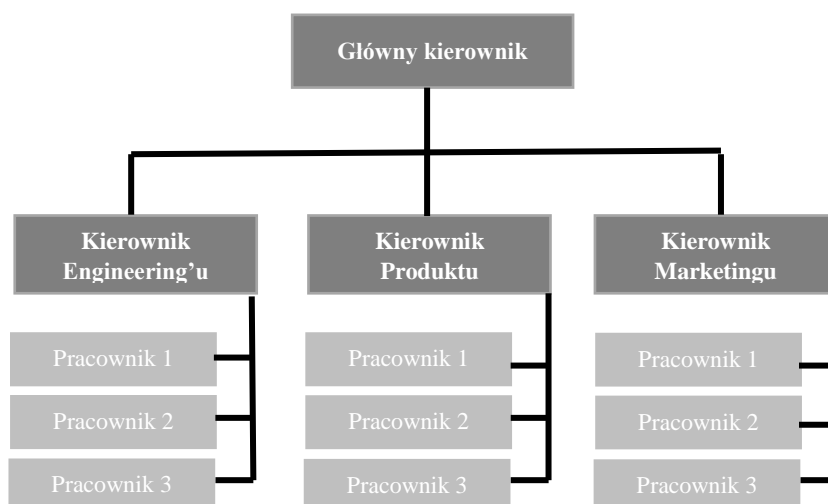 Główny kierownik
Kierownik
Engineering’u
Kierownik
Produktu
Kierownik
Marketingu
Pracownik 1
Pracownik 1
Pracownik 1
Pracownik 2
Pracownik 2
Pracownik 2
Pracownik 3
Pracownik 3
Pracownik 3